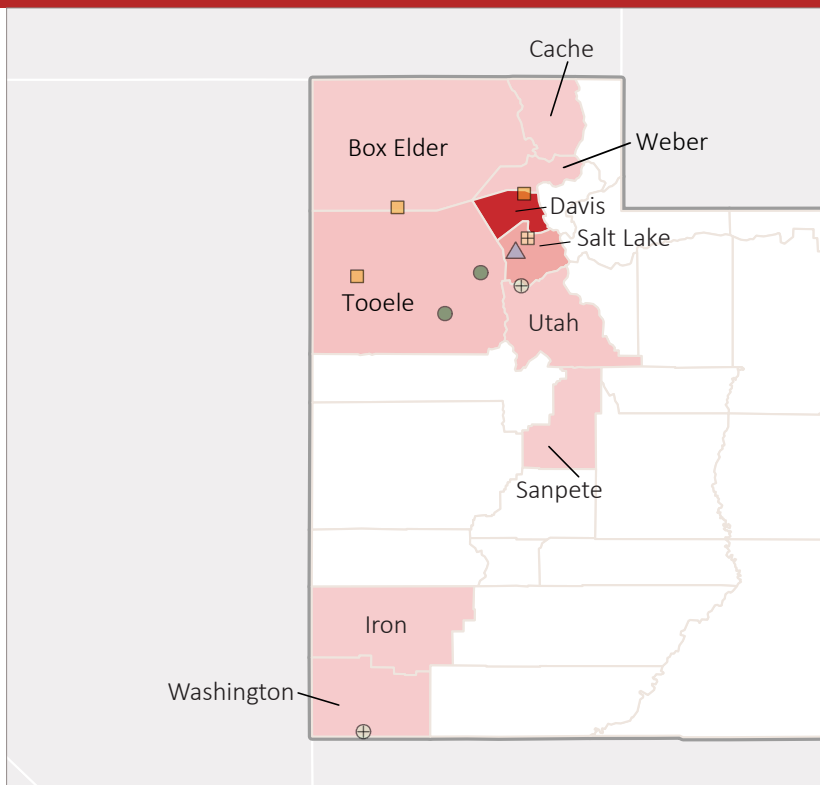 Cache
Weber
Box Elder
Davis
Salt Lake
Tooele
Utah
Sanpete
Iron
Washington